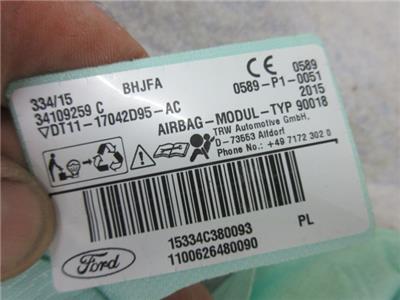 BHJFA
CE 0589
334/15
0589-P1-0051
34109259 C
2015
▽DT11-17042D95-AC
AIRBAG-MODUL-TYP 90018
TRW Automotive GmbH.
D-73553 Alfdorf
Phone No.: +49 7172 302 0
15334C380093
PL
Ford
1100626480090